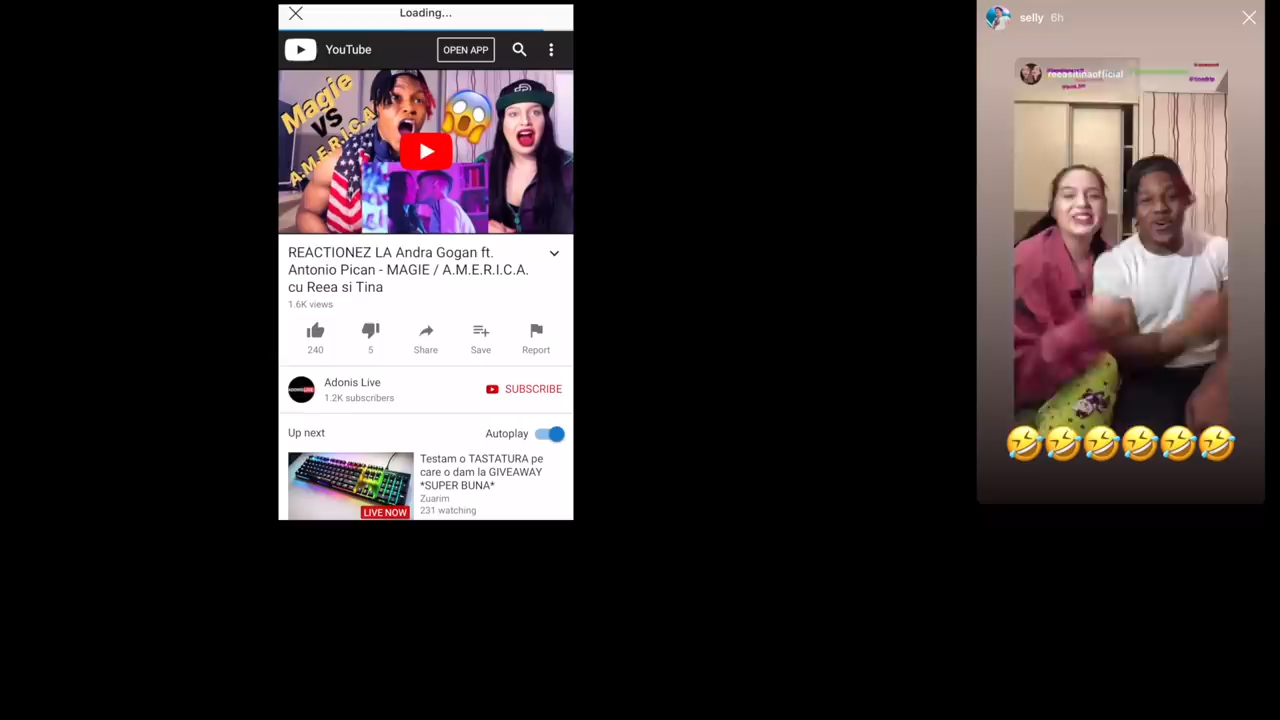 Loading...
YouTube
OPEN APP
Magie
VS
A.M.E.R.I.C.A
REACTIONEZ LA Andra Gogan ft.
Antonio Pican - MAGIE / A.M.E.R.I.C.A.
cu Reea si Tina
1.6K views
240
5
Share
Save
Report
Adonis Live
1.2K subscribers
SUBSCRIBE
Up next
Autoplay
Testam o TASTATURA pe
care o dam la GIVEAWAY
*SUPER BUNA*
Zuarim
231 watching
LIVE NOW
selly 6h
reeasitinaofficial